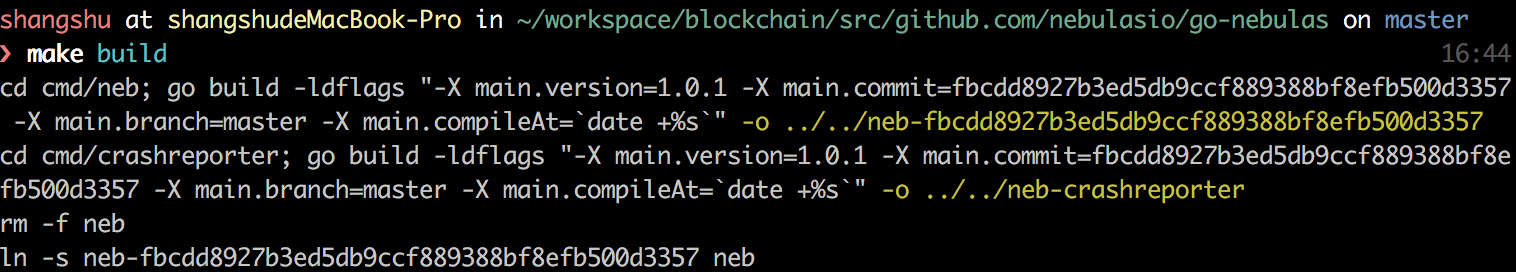 shangshu at shangshudeMacBook-Pro in ~/workspace/blockchain/src/github.com/nebulasio/go-nebulas on master
❯ make build 16:44
cd cmd/neb; go build -ldflags "-X main.version=1.0.1 -X main.commit=fbcdd8927b3ed5db9ccf889388bf8efb500d3357
 -X main.branch=master -X main.compileAt=`date +%s`" -o ../../neb-fbcdd8927b3ed5db9ccf889388bf8efb500d3357
cd cmd/crashreporter; go build -ldflags "-X main.version=1.0.1 -X main.commit=fbcdd8927b3ed5db9ccf889388bf8e
fb500d3357 -X main.branch=master -X main.compileAt=`date +%s`" -o ../../neb-crashreporter
rm -f neb
ln -s neb-fbcdd8927b3ed5db9ccf889388bf8efb500d3357 neb